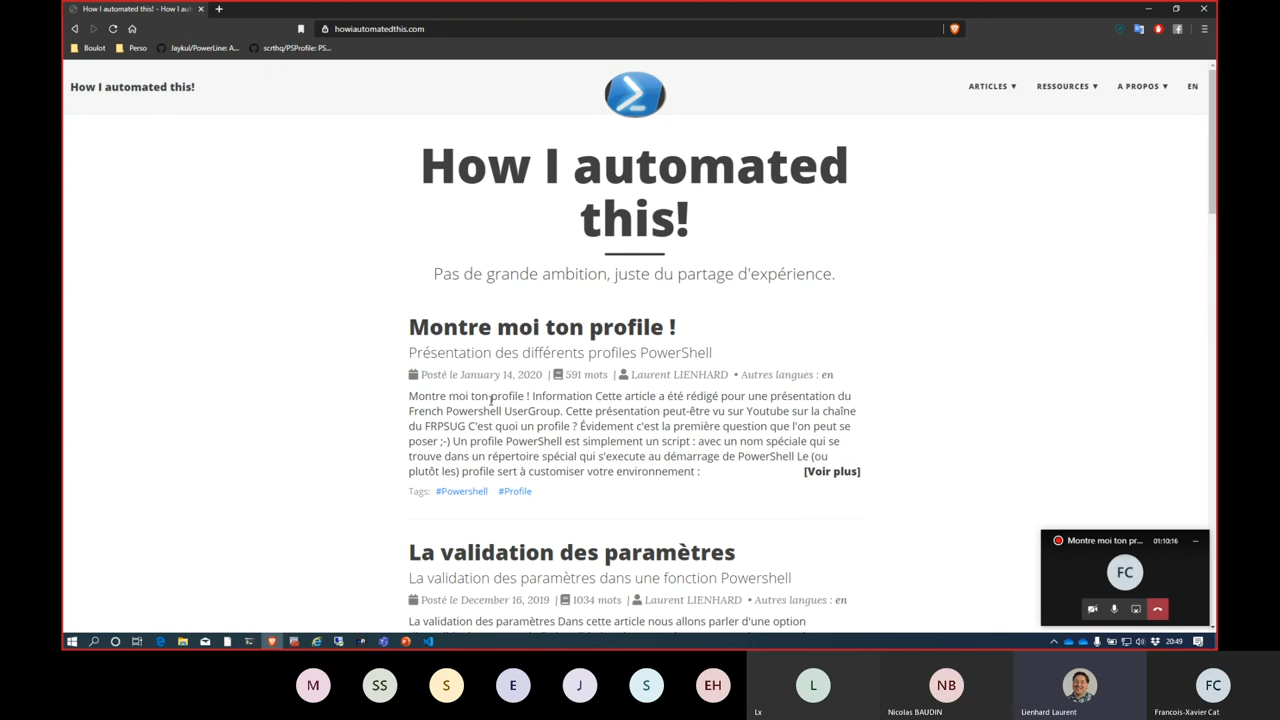 How I automated this! - How I aut
howiautomatedthis.com
Boulot
Perso
Jaykul/PowerLine: A...
scrthq/PSProfile: PS...
How I automated this!
ARTICLES ▼
RESSOURCES ▼
A PROPOS ▼
EN
How I automated
this!
Pas de grande ambition, juste du partage d'expérience.
Montre moi ton profile !
Présentation des différents profiles PowerShell
Posté le January 14, 2020 | 591 mots | Laurent LIENHARD • Autres langues : en
Montre moi ton profile ! Information Cette article a été rédigé pour une présentation du
French Powershell UserGroup. Cette présentation peut-être vu sur Youtube sur la chaîne
du FRPSUG C'est quoi un profile ? Évidement c'est la première question que l'on peut se
poser ;-) Un profile PowerShell est simplement un script : avec un nom spéciale qui se
trouve dans un répertoire spécial qui s'execute au démarrage de PowerShell Le (ou
plutôt les) profile sert à customiser votre environnement :
[Voir plus]
Tags: #Powershell #Profile
La validation des paramètres
La validation des paramètres dans une fonction Powershell
Posté le December 16, 2019 | 1034 mots | Laurent LIENHARD • Autres langues : en
La validation des paramètres Dans cette article nous allons parler d'une option
Montre moi ton pr...
01:10:16
FC
20:49
M
SS
S
E
J
S
EH
L
NB
FC
Lx
Nicolas BAUDIN
Lienhard Laurent
Francois-Xavier Cat